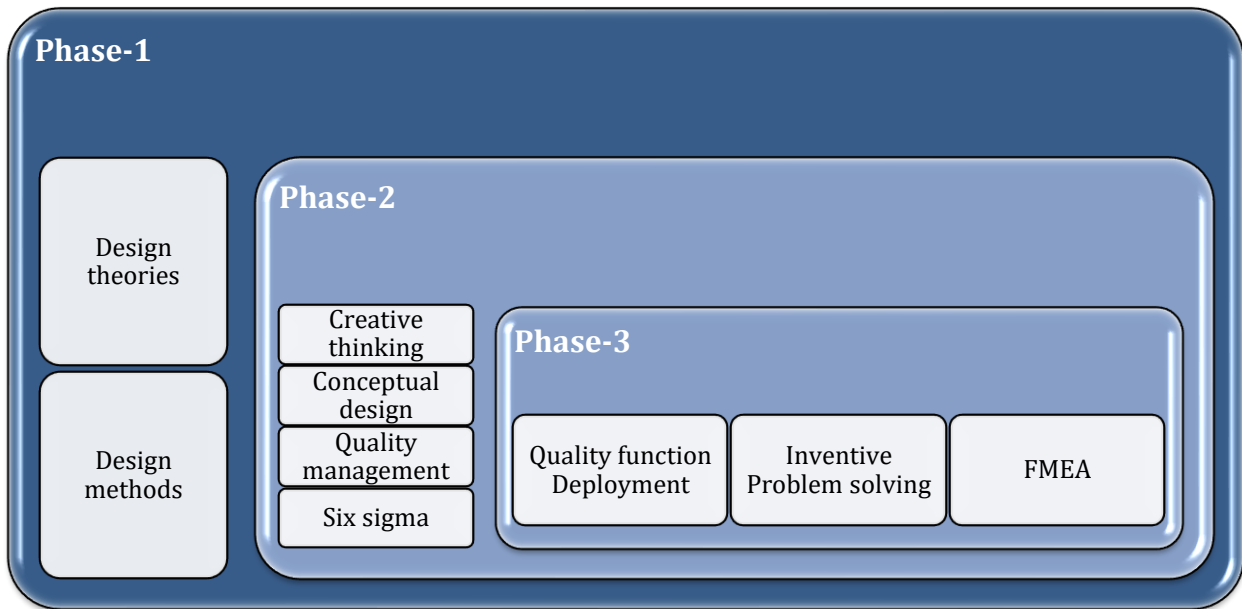 Phase-1
Design
theories
Design
methods
Phase-2
Creative
thinking
Conceptual
design
Quality
management
Six sigma
Phase-3
Quality function
Deployment
Inventive
Problem solving
FMEA